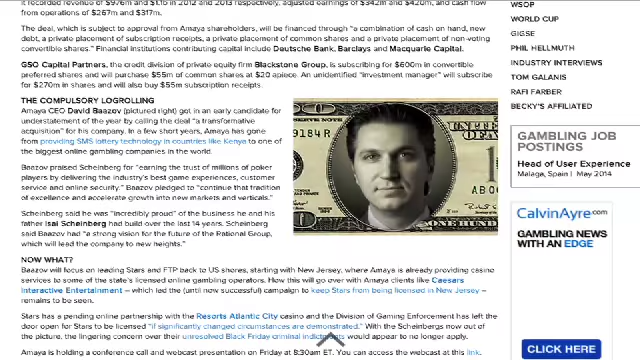 it recorded revenue of $976m and $1.1b in 2012 and 2013 respectively, adjusted earnings of $342m and $420m, and cash flow
from operations of $267m and $317m.
The deal, which is subject to approval from Amaya shareholders, will be financed through "a combination of cash on hand, new
debt, a private placement of subscription receipts, a private placement of common shares and a private placement of non-voting
convertible shares." Financial institutions contributing capital include Deutsche Bank, Barclays and Macquarie Capital.
GSO Capital Partners, the credit division of private equity firm Blackstone Group, is subscribing for $600m in convertible
preferred shares and will purchase $55m of common shares at $20 apiece. An unidentified "investment manager" will subscribe
for $270m in shares and will also buy $55m subscription receipts.
THE COMPULSORY LOGROLLING
Amaya CEO David Baazov (pictured right) got in an early candidate for
understatement of the year by calling the deal "a transformative
acquisition" for his company. In a few short years, Amaya has gone
from providing SMS lottery technology in countries like Kenya to one of
the biggest online gambling companies in the world.
Baazov praised Scheinberg for "earning the trust of millions of poker
players by delivering the industry's best game experiences, customer
service and online security." Baazov pledged to "continue that tradition
of excellence and accelerate growth into new markets and verticals."
Scheinberg said he was "incredibly proud" of the business he and his
father Isai Scheinberg had build over the last 14 years. Scheinberg
said Baazov had "a strong vision for the future of the Rational Group,
which will lead the company to new heights."
NOW WHAT?
Baazov will focus on leading Stars and FTP back to US shores, starting with New Jersey, where Amaya is already providing casino
services to some of the state's licensed online gambling operators. How this will go over with Amaya clients like Caesars
Interactive Entertainment – which led the (until now successful) campaign to keep Stars from being licensed in New Jersey –
remains to be seen.
Stars has a pending online partnership with the Resorts Atlantic City casino and the Division of Gaming Enforcement has left the
door open for Stars to be licensed "if significantly changed circumstances are demonstrated." With the Scheinbergs now out of
the picture, the lingering concern over their unresolved Black Friday criminal indictments would appear to no longer apply.
Amaya is holding a conference call and webcast presentation on Friday at 8:30am ET. You can access the webcast at this link.
9184 R
1
AB 00
ONE HUNDRED
WSOP
WORLD CUP
GIGSE
PHIL HELLMUTH
INDUSTRY INTERVIEWS
TOM GALANIS
RAFI FARBER
BECKY'S AFFILIATED
GAMBLING JOB
POSTINGS
Head of User Experience
Malaga, Spain | May 2014
CalvinAyre.com
GAMBLING NEWS
WITH AN EDGE
CLICK HERE